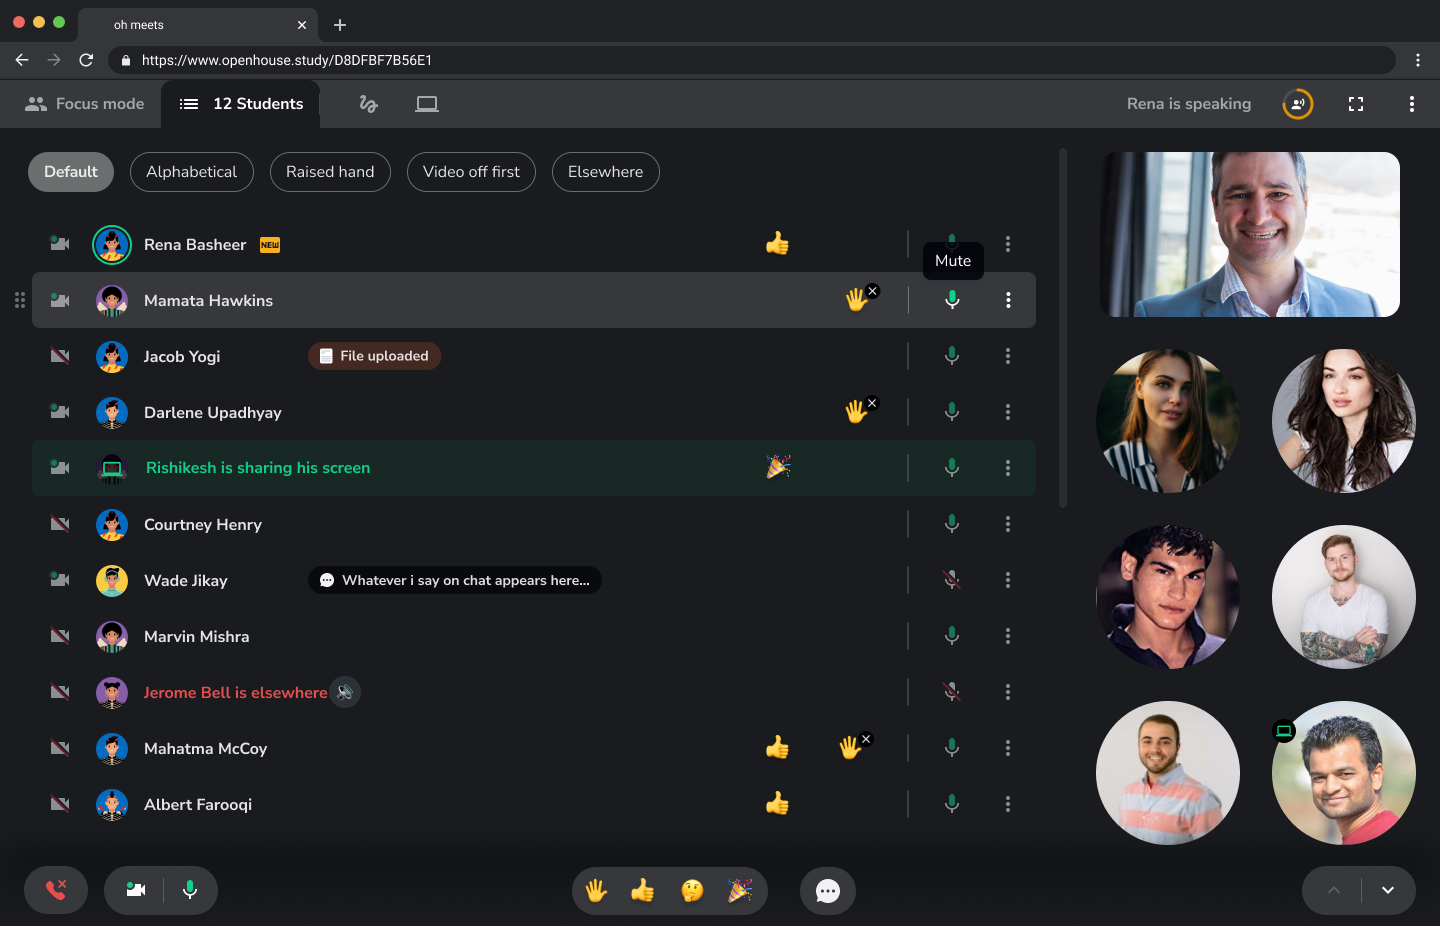 oh meets
https://www.openhouse.study/D8DFBF7B56E1
Focus mode
12 Students
Rena is speaking
Default
Alphabetical
Raised hand
Video off first
Elsewhere
Rena Basheer
NEW
Mute
Mamata Hawkins
Jacob Yogi
File uploaded
Darlene Upadhyay
Rishikesh is sharing his screen
Courtney Henry
Wade Jikay
Whatever i say on chat appears here...
Marvin Mishra
Jerome Bell is elsewhere
Mahatma McCoy
Albert Farooqi